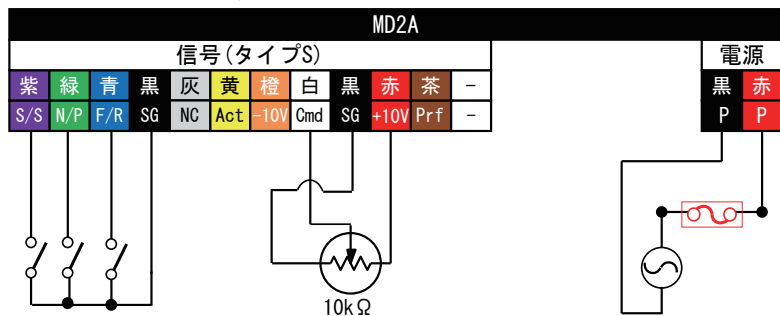 MD2A
信号(タイプS) 電源
紫 緑 青 黒 灰 黄 橙 白 黒 赤 茶 - 黒 赤
S/S N/P F/R SG NC Act -10V Cmd SG +10V Prf - P P
10kΩ